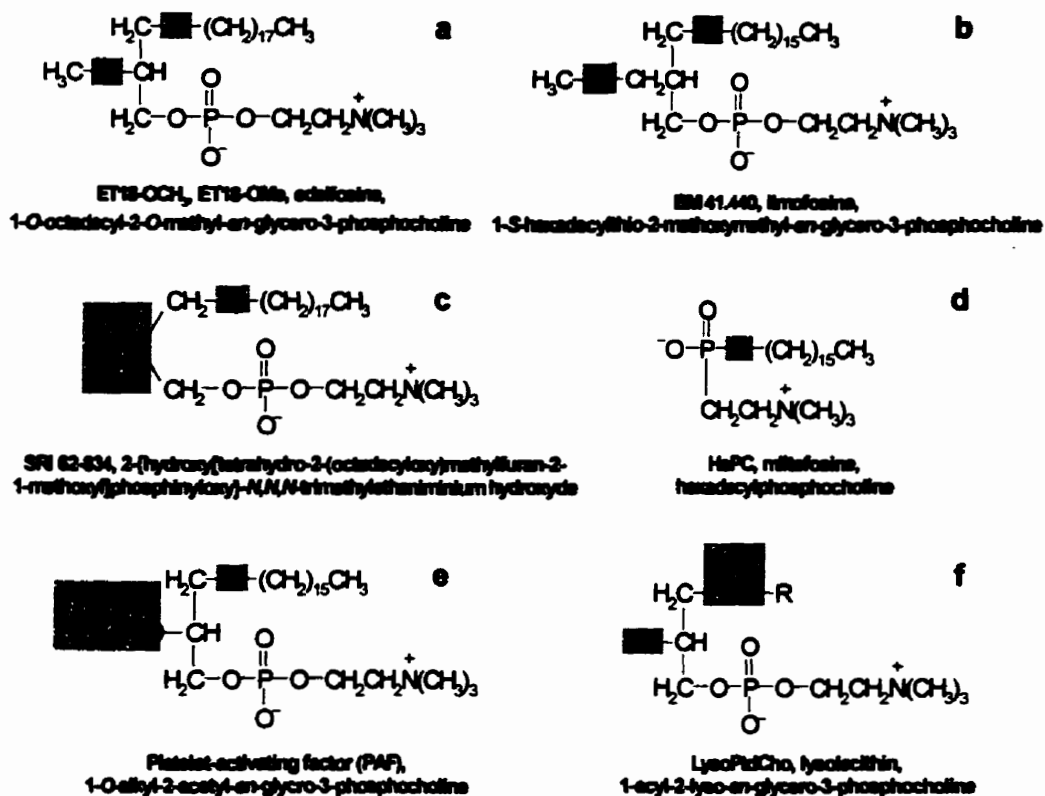 H₂C (CH₂)₁₇CH₃ a
H₃C CH O
H₂C—O—P—O—CH₂CH₂N⁺(CH₃)₃
O⁻
ET18-OCH₃, ET18-OMe, edelfosine,
1-O-octadecyl-2-O-methyl-sn-glycero-3-phosphocholine
H₂C (CH₂)₁₅CH₃ b
H₃C CH₂CH O
H₂C—O—P—O—CH₂CH₂N⁺(CH₃)₃
O⁻
BM 41.440, ilmofosine,
1-S-hexadecylthio-2-methoxymethyl-sn-glycero-3-phosphocholine
CH₂ (CH₂)₁₇CH₃ c
O
CH₂—O—P—O—CH₂CH₂N⁺(CH₃)₃
O⁻
SRI 62-834, 2-{hydroxy[tetrahydro-2-(octadecyloxy)methylfuran-2-
1-methoxyl]phosphinyloxy}-N,N,N-trimethylethaniminium hydroxyde
O d
⁻O—P (CH₂)₁₅CH₃
CH₂CH₂N⁺(CH₃)₃
HePC, miltefosine,
hexadecylphosphocholine
H₂C (CH₂)₁₅CH₃ e
CH O
H₂C—O—P—O—CH₂CH₂N⁺(CH₃)₃
O⁻
Platelet-activating factor (PAF),
1-O-alkyl-2-acetyl-sn-glycro-3-phosphocholine
H₂C R f
CH O
H₂C—O—P—O—CH₂CH₂N⁺(CH₃)₃
O⁻
LysoPtdCho, lysolecithin,
1-acyl-2-lyso-sn-glycero-3-phosphocholine